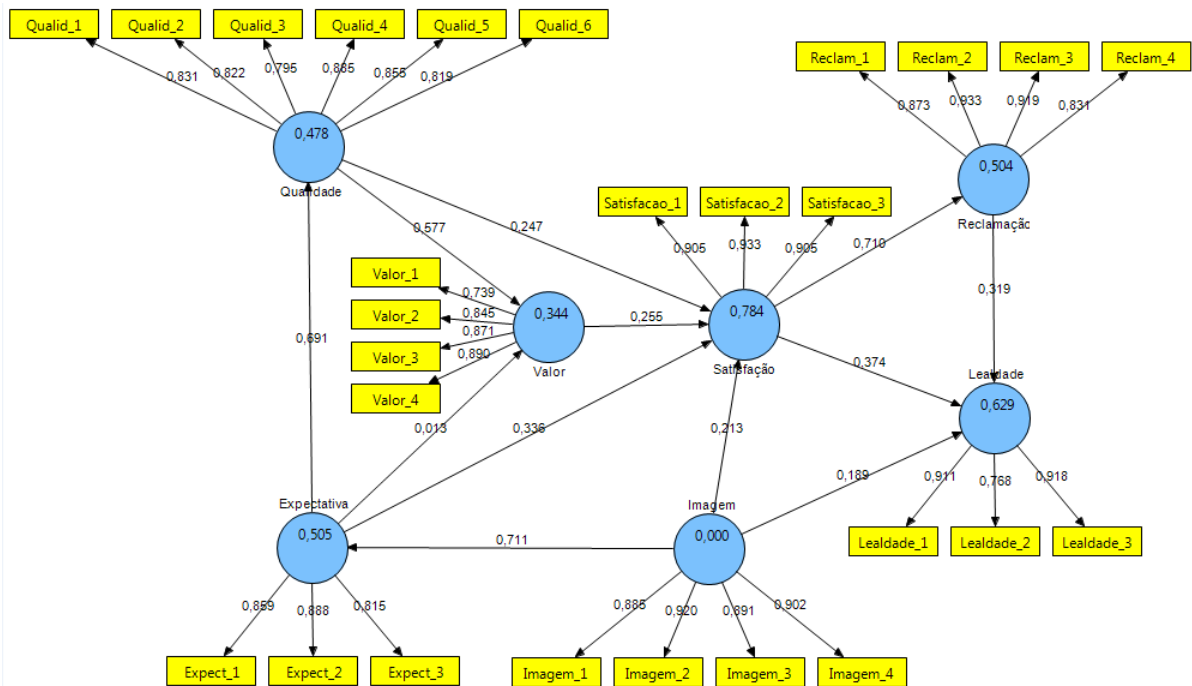 Qualid_1 Qualid_2 Qualid_3 Qualid_4 Qualid_5 Qualid_6
0,831 0,822 0,795 0,885 0,855 0,819
0,478
Qualidade
Reclam_1 Reclam_2 Reclam_3 Reclam_4
0,873 0,933 0,919 0,831
0,504
Reclamação
0,577
0,247
Satisfacao_1 Satisfacao_2 Satisfacao_3
0,905 0,933 0,905
0,710
0,784
Satisfação
0,319
Valor_1
Valor_2
Valor_3
Valor_4
0,739
0,845
0,871
0,890
0,344
Valor
0,255
0,691
0,374
Lealdade
0,629
0,013
0,336
0,213
0,189
0,911 0,768 0,918
Lealdade_1 Lealdade_2 Lealdade_3
Expectativa
0,505
0,711
Imagem
0,000
0,859 0,888 0,815
Expect_1 Expect_2 Expect_3
0,885 0,920 0,891 0,902
Imagem_1 Imagem_2 Imagem_3 Imagem_4